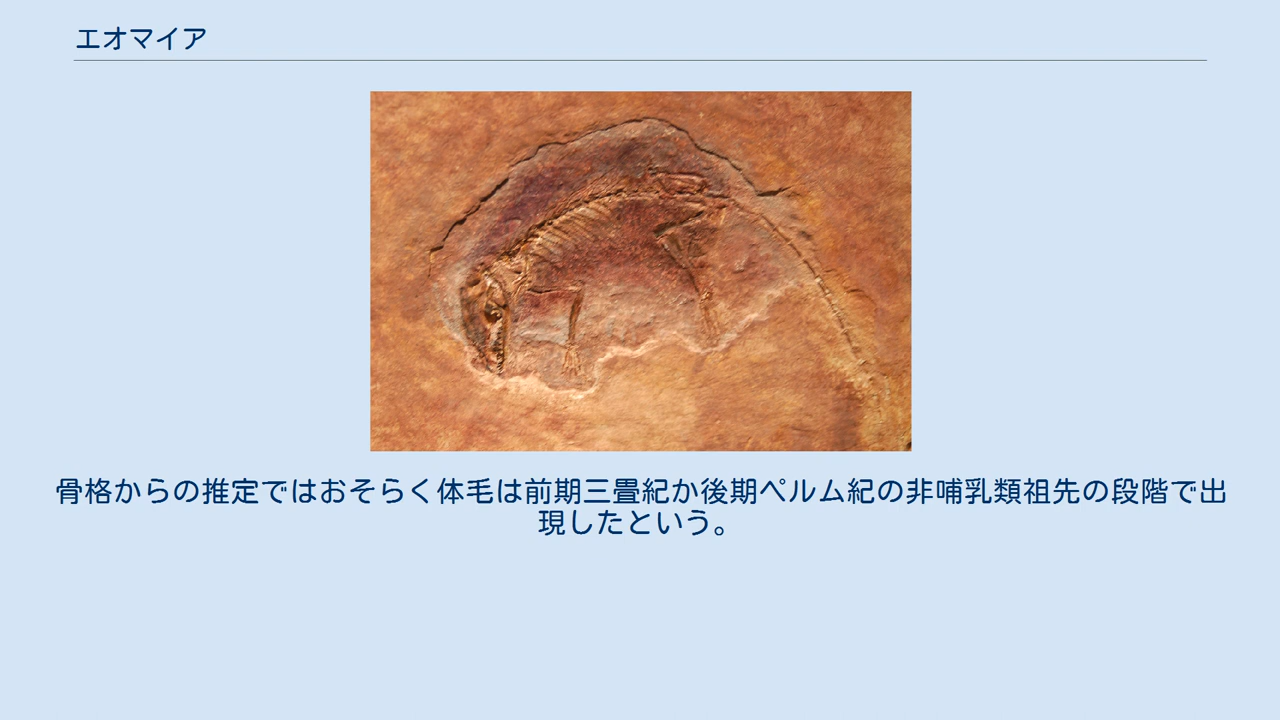 エオマイア
骨格からの推定ではおそらく体毛は前期三畳紀か後期ペルム紀の非哺乳類祖先の段階で出
現したという。